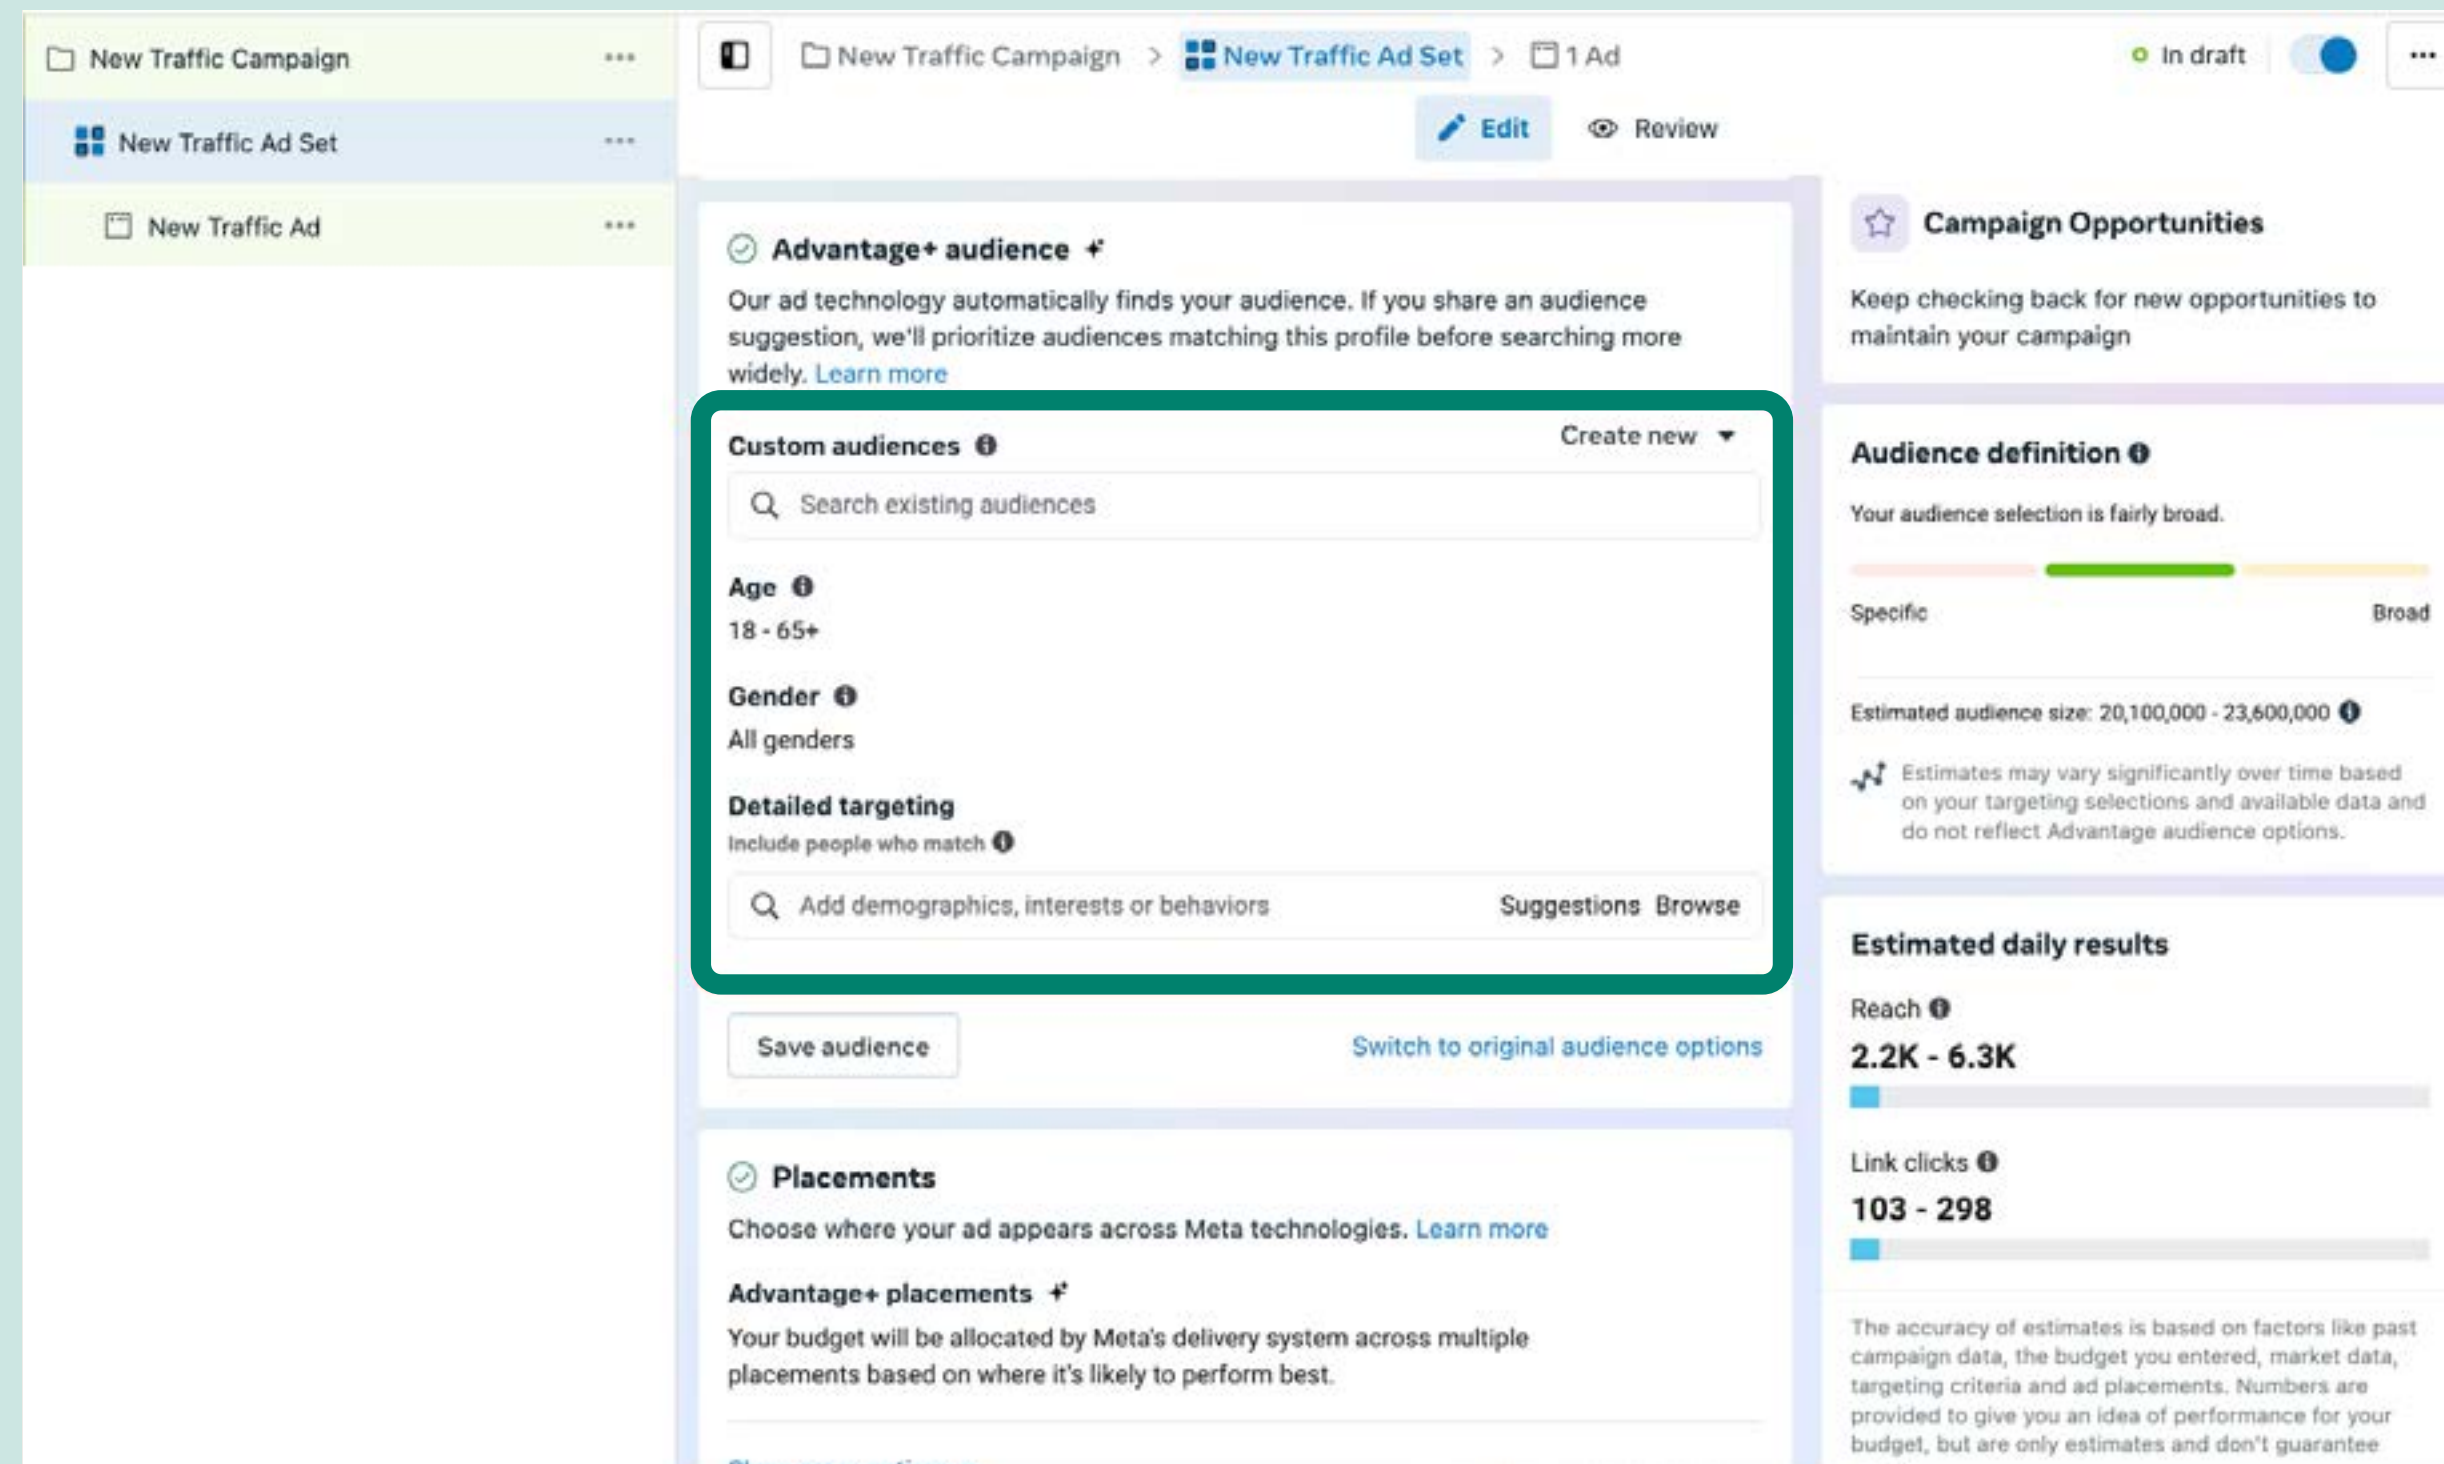 New Traffic Campaign
New Traffic Ad Set
New Traffic Ad
New Traffic Campaign > New Traffic Ad Set > 1 Ad
In draft
Edit Review
Advantage+ audience
Our ad technology automatically finds your audience. If you share an audience
suggestion, we'll prioritize audiences matching this profile before searching more
widely. Learn more
Custom audiences
Create new
Search existing audiences
Age
18 - 65+
Gender
All genders
Detailed targeting
Include people who match
Add demographics, interests or behaviors
Suggestions Browse
Save audience
Switch to original audience options
Placements
Choose where your ad appears across Meta technologies. Learn more
Advantage+ placements
Your budget will be allocated by Meta's delivery system across multiple
placements based on where it's likely to perform best.
Campaign Opportunities
Keep checking back for new opportunities to
maintain your campaign
Audience definition
Your audience selection is fairly broad.
Specific
Broad
Estimated audience size: 20,100,000 - 23,600,000
Estimates may vary significantly over time based
on your targeting selections and available data and
do not reflect Advantage audience options.
Estimated daily results
Reach
2.2K - 6.3K
Link clicks
103 - 298
The accuracy of estimates is based on factors like past
campaign data, the budget you entered, market data,
targeting criteria and ad placements. Numbers are
provided to give you an idea of performance for your
budget, but are only estimates and don't guarantee